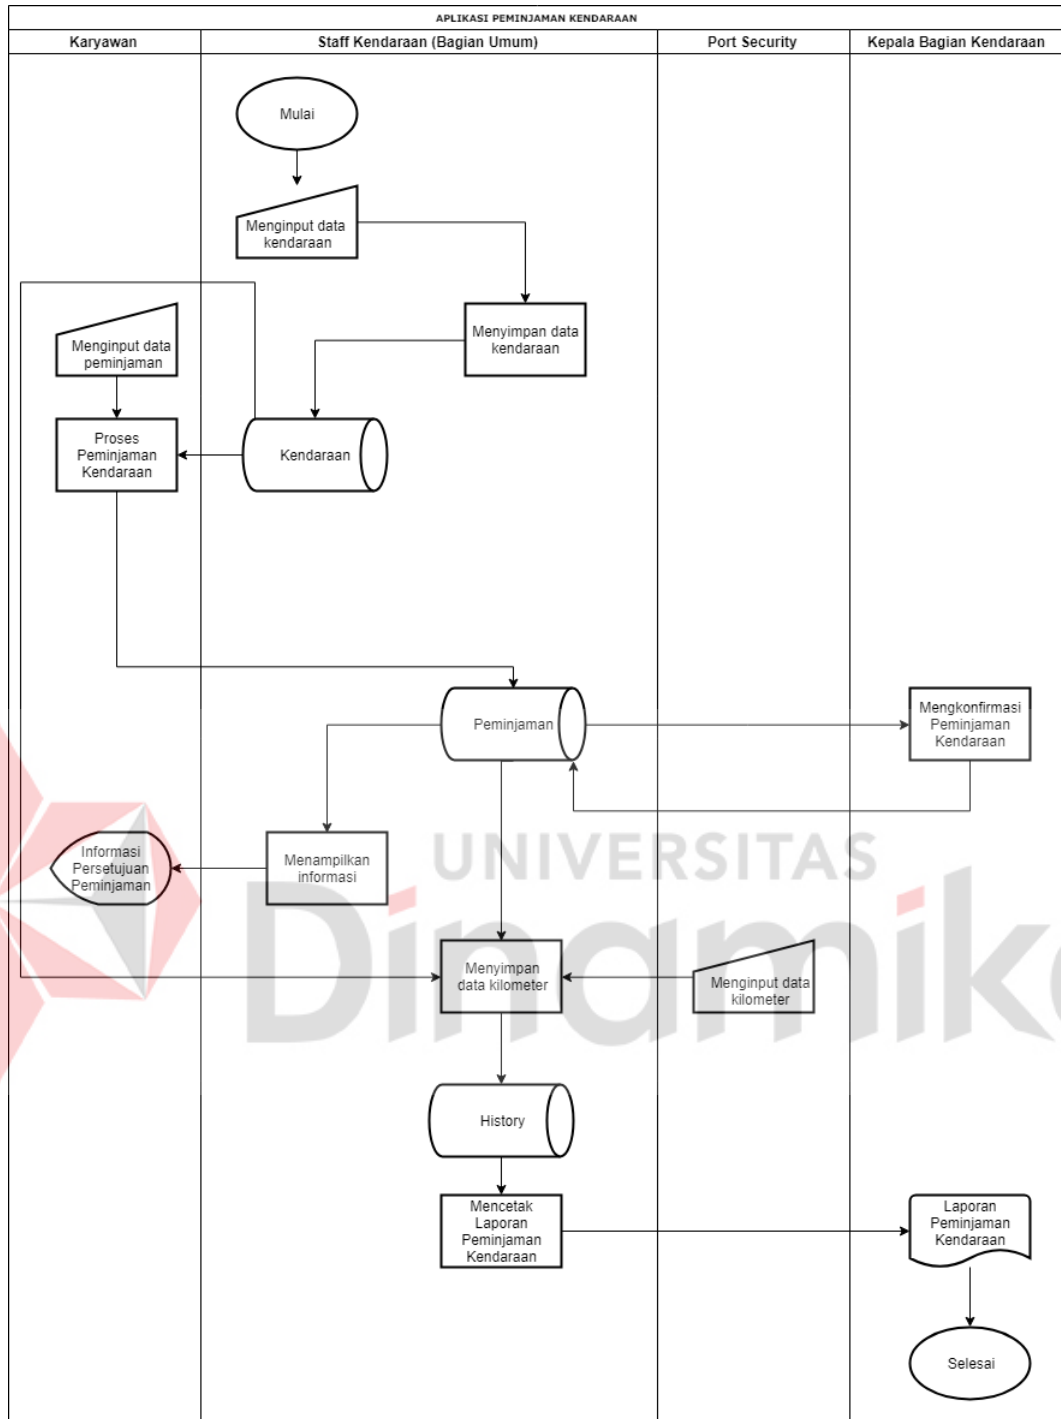 APLIKASI PEMINJAMAN KENDARAAN
Karyawan
Staff Kendaraan (Bagian Umum)
Port Security
Kepala Bagian Kendaraan
Mulai
Menginput data
kendaraan
Menginput data
peminjaman
Menyimpan data
kendaraan
Proses
Peminjaman
Kendaraan
Kendaraan
Peminjaman
Mengkonfirmasi
Peminjaman
Kendaraan
Informasi
Persetujuan
Peminjaman
Menampilkan
informasi
UNIVERSITAS
Dinamika
Menyimpan
data kilometer
Menginput data
kilometer
History
Mencetak
Laporan
Peminjaman
Kendaraan
Laporan
Peminjaman
Kendaraan
Selesai